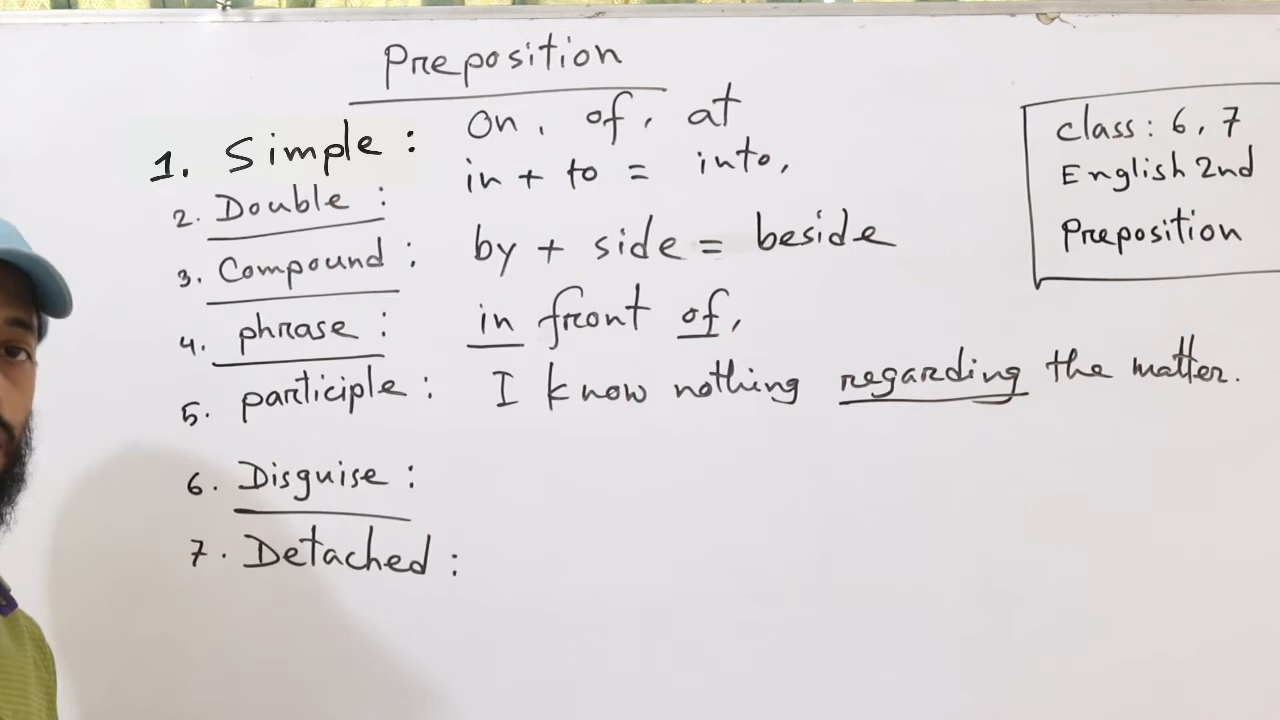 Preposition
1. Simple: on, of, at
2. Double: in + to = into,
3. Compound: by + side = beside
4. phrase: in front of,
5. participle: I know nothing regarding the matter.
6. Disguise:
7. Detached:
class: 6, 7
English 2nd
Preposition